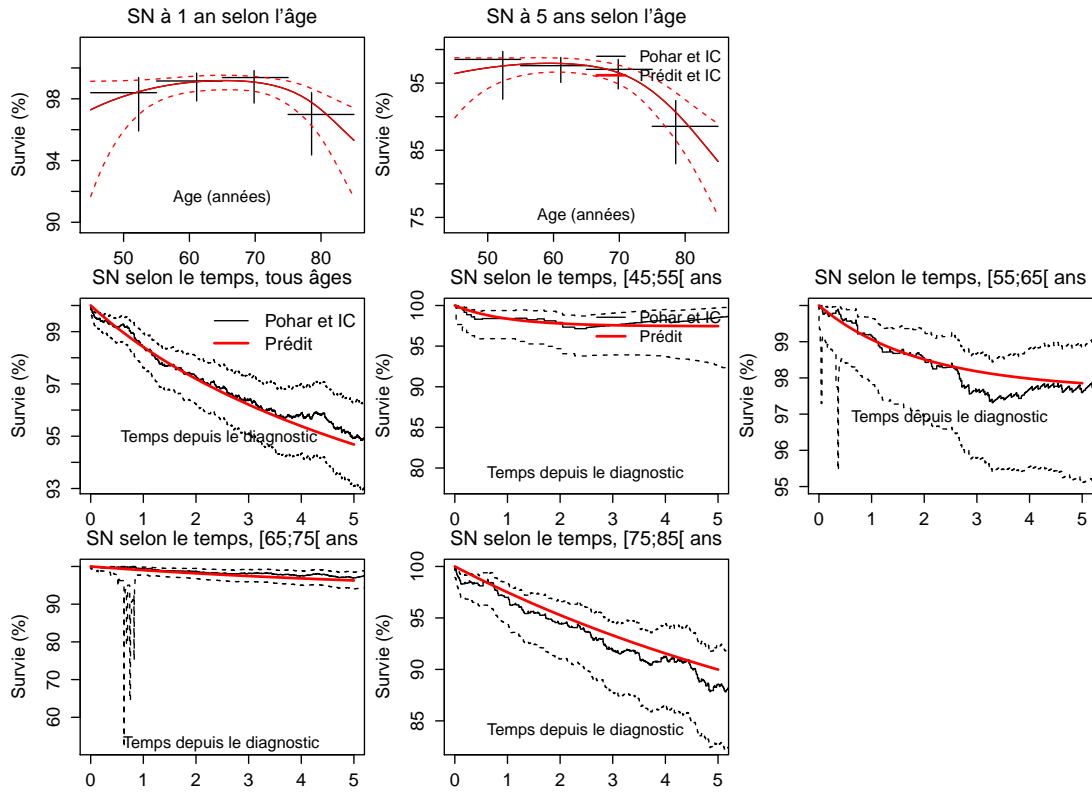 SN à 1 an selon l'âge
Survie (%)
98
94
90
Age (années)
50 60 70 80
SN à 5 ans selon l'âge
Survie (%)
95
85
75
Pohar et IC
Prédit et IC
Age (années)
50 60 70 80
SN selon le temps, tous âges
Survie (%)
99
97
95
93
Pohar et IC
Prédit
Temps depuis le diagnostic
0 1 2 3 4 5
SN selon le temps, [45;55[ ans
Survie (%)
100
95
90
85
80
Pohar et IC
Prédit
Temps depuis le diagnostic
0 1 2 3 4 5
SN selon le temps, [55;65[ ans
Survie (%)
99
98
97
96
95
Temps depuis le diagnostic
0 1 2 3 4 5
SN selon le temps, [65;75[ ans
Survie (%)
90
80
70
60
Temps depuis le diagnostic
0 1 2 3 4 5
SN selon le temps, [75;85[ ans
Survie (%)
100
95
90
85
Temps depuis le diagnostic
0 1 2 3 4 5